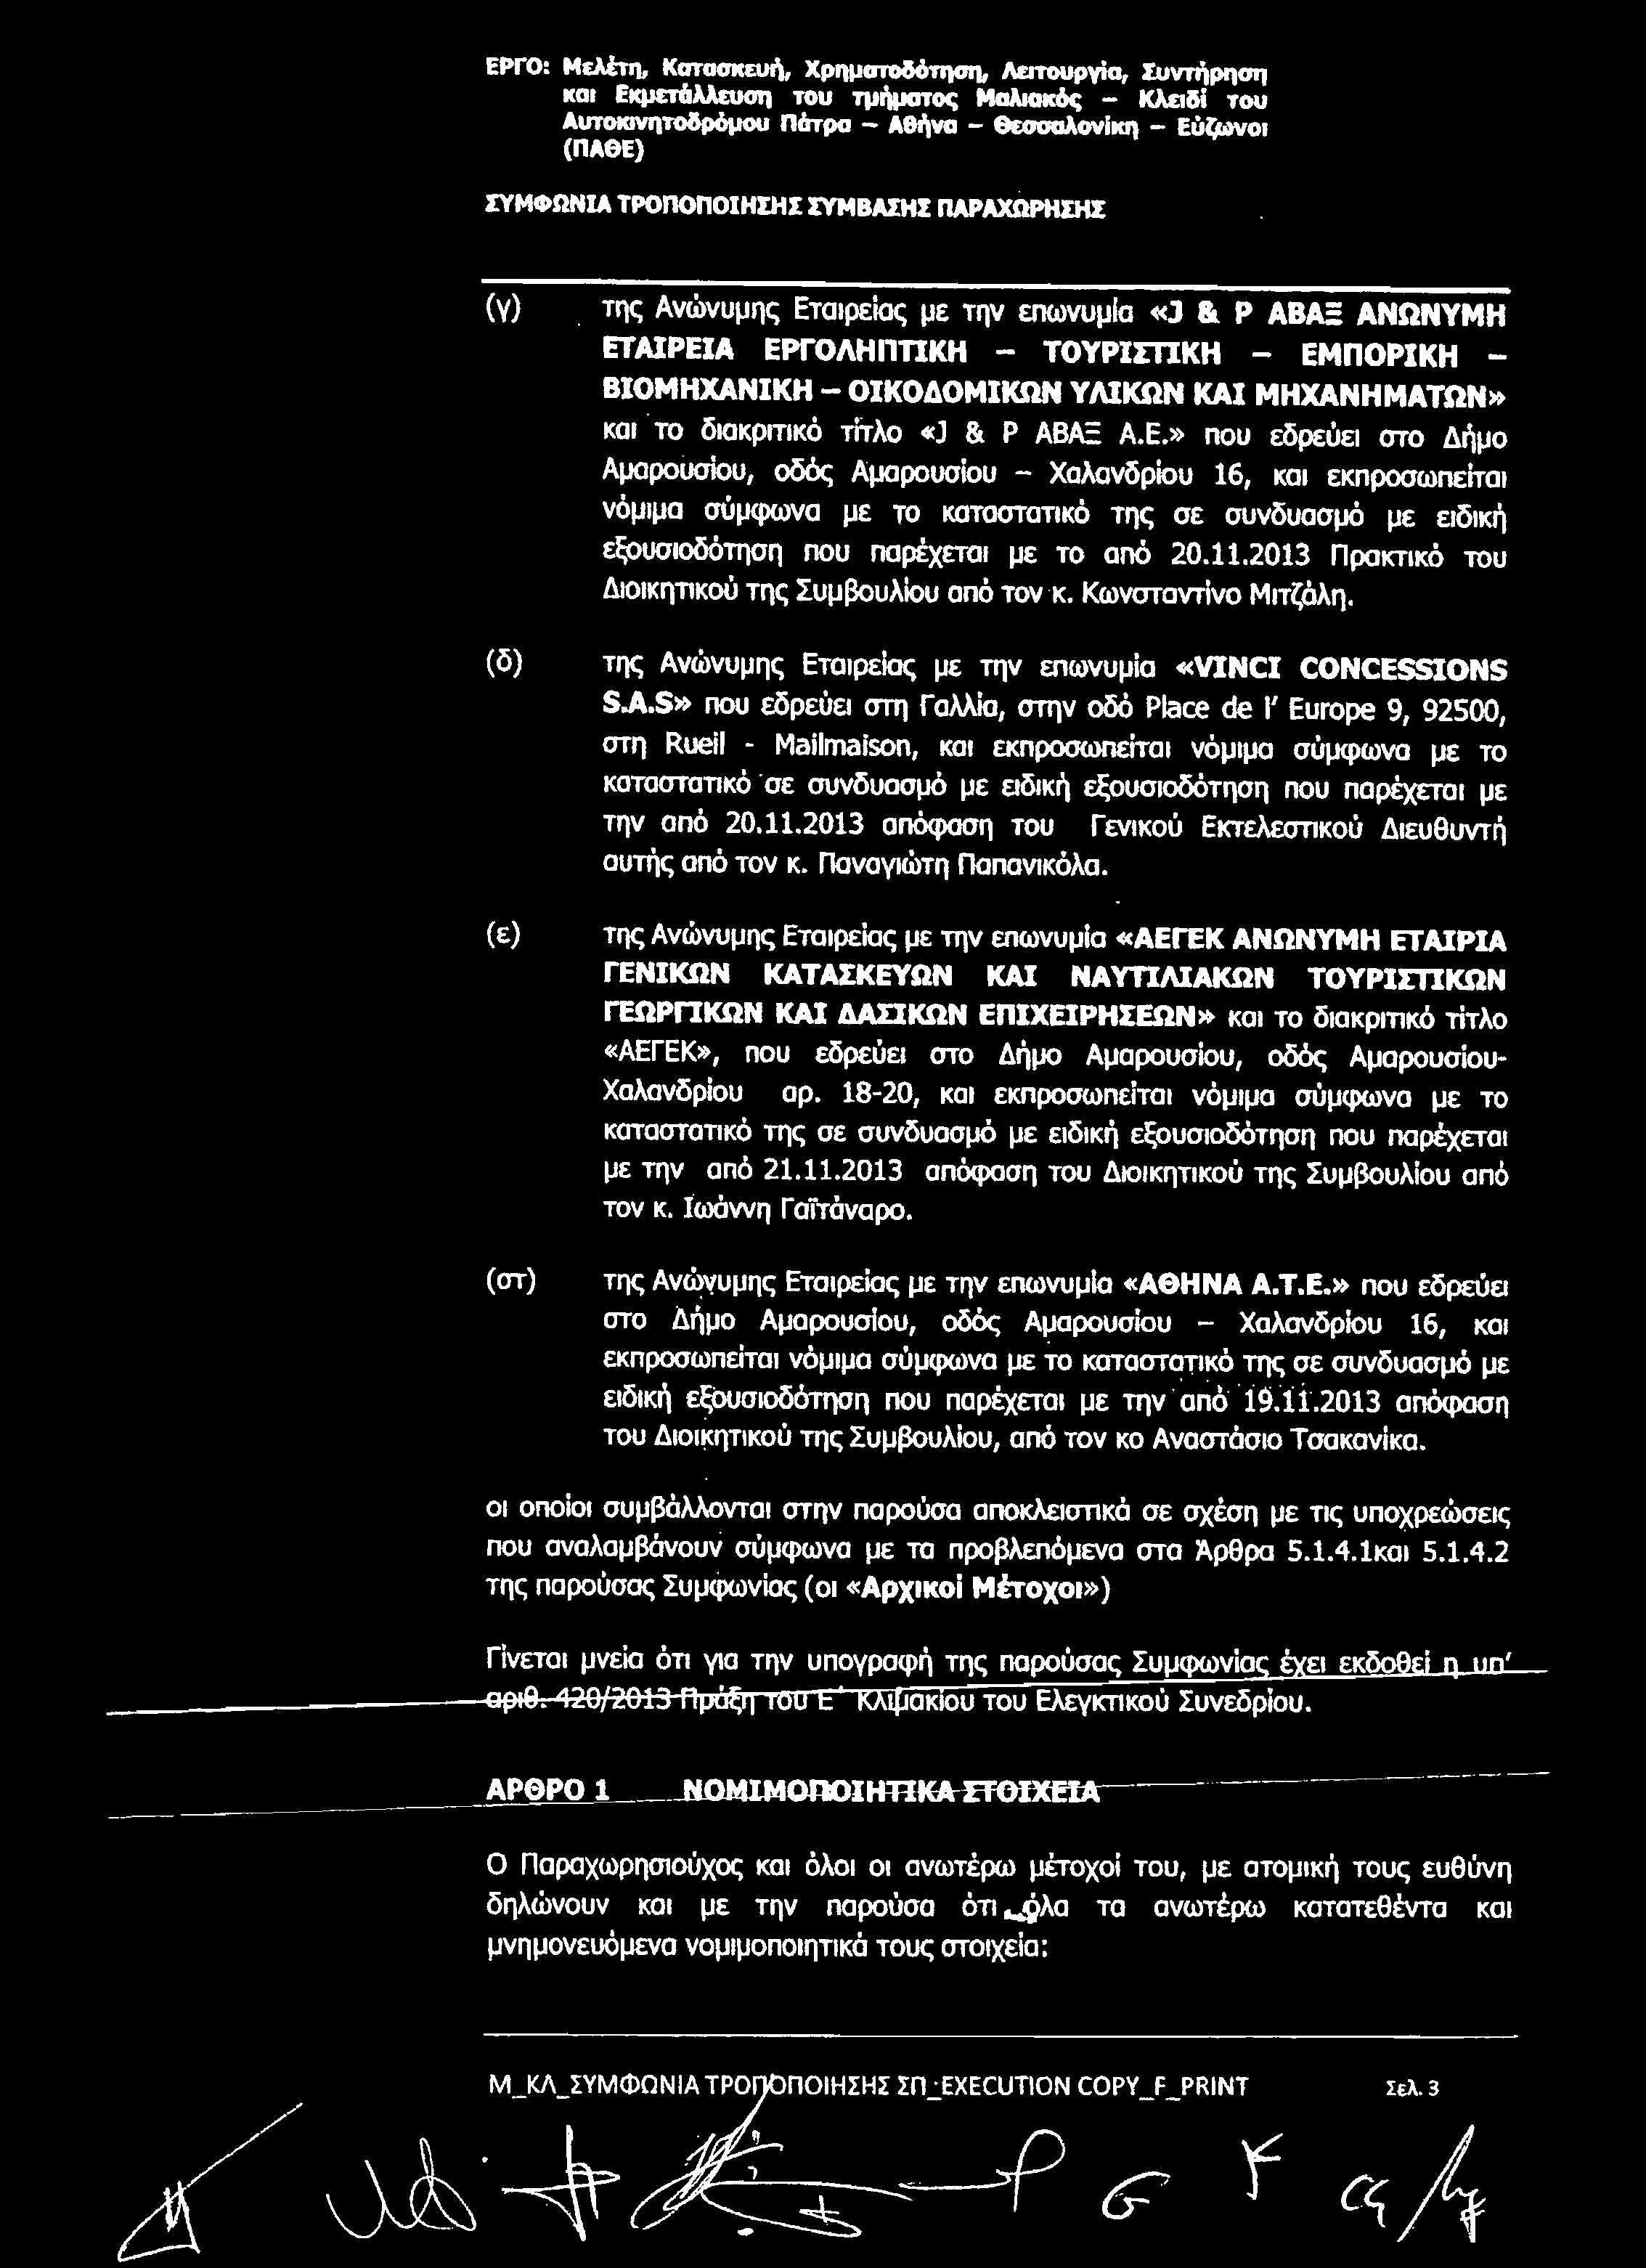 ΕΡΓΟ: Μελέτη, Κατασκευή, Χρηματοδότηση, Λειτουργία, Συντήρηση
και Εκμετάλλευση του τμήματος Μαλιακός – Κλειδί του
Αυτοκινητοδρόμου Πάτρα – Αθήνα – Θεσσαλονίκη – Εύζωνοι
(ΠΑΘΕ)
ΣΥΜΦΩΝΙΑ ΤΡΟΠΟΠΟΙΗΣΗΣ ΣΥΜΒΑΣΗΣ ΠΑΡΑΧΩΡΗΣΗΣ
(γ) της Ανώνυμης Εταιρείας με την επωνυμία «J & P ΑΒΑΞ ΑΝΩΝΥΜΗ
ΕΤΑΙΡΕΙΑ ΕΡΓΟΛΗΠΤΙΚΗ – ΤΟΥΡΙΣΤΙΚΗ – ΕΜΠΟΡΙΚΗ –
ΒΙΟΜΗΧΑΝΙΚΗ – ΟΙΚΟΔΟΜΙΚΩΝ ΥΛΙΚΩΝ ΚΑΙ ΜΗΧΑΝΗΜΑΤΩΝ»
και το διακριτικό τίτλο «J & P ΑΒΑΞ Α.Ε.» που εδρεύει στο Δήμο
Αμαρουσίου, οδός Αμαρουσίου – Χαλανδρίου 16, και εκπροσωπείται
νόμιμα σύμφωνα με το καταστατικό της σε συνδυασμό με ειδική
εξουσιοδότηση που παρέχεται με το από 20.11.2013 Πρακτικό του
Διοικητικού της Συμβουλίου από τον κ. Κωνσταντίνο Μιτζάλη.
(δ) της Ανώνυμης Εταιρείας με την επωνυμία «VINCI CONCESSIONS
S.A.S» που εδρεύει στη Γαλλία, στην οδό Place de l' Europe 9, 92500,
στη Rueil - Mailmaison, και εκπροσωπείται νόμιμα σύμφωνα με το
καταστατικό σε συνδυασμό με ειδική εξουσιοδότηση που παρέχεται με
την από 20.11.2013 απόφαση του Γενικού Εκτελεστικού Διευθυντή
αυτής από τον κ. Παναγιώτη Παπανικόλα.
(ε) της Ανώνυμης Εταιρείας με την επωνυμία «ΑΕΓΕΚ ΑΝΩΝΥΜΗ ΕΤΑΙΡΙΑ
ΓΕΝΙΚΩΝ ΚΑΤΑΣΚΕΥΩΝ ΚΑΙ ΝΑΥΤΙΛΙΑΚΩΝ ΤΟΥΡΙΣΤΙΚΩΝ
ΓΕΩΡΓΙΚΩΝ ΚΑΙ ΔΑΣΙΚΩΝ ΕΠΙΧΕΙΡΗΣΕΩΝ» και το διακριτικό τίτλο
«ΑΕΓΕΚ», που εδρεύει στο Δήμο Αμαρουσίου, οδός Αμαρουσίου-
Χαλανδρίου αρ. 18-20, και εκπροσωπείται νόμιμα σύμφωνα με το
καταστατικό της σε συνδυασμό με ειδική εξουσιοδότηση που παρέχεται
με την από 21.11.2013 απόφαση του Διοικητικού της Συμβουλίου από
τον κ. Ιωάννη Γαϊτάναρο.
(στ) της Ανώνυμης Εταιρείας με την επωνυμία «ΑΘΗΝΑ Α.Τ.Ε.» που εδρεύει
στο Δήμο Αμαρουσίου, οδός Αμαρουσίου – Χαλανδρίου 16, και
εκπροσωπείται νόμιμα σύμφωνα με το καταστατικό της σε συνδυασμό με
ειδική εξουσιοδότηση που παρέχεται με την από 19.11.2013 απόφαση
του Διοικητικού της Συμβουλίου, από τον κο Αναστάσιο Τσακανίκα.
οι οποίοι συμβάλλονται στην παρούσα αποκλειστικά σε σχέση με τις υποχρεώσεις
που αναλαμβάνουν σύμφωνα με τα προβλεπόμενα στα Άρθρα 5.1.4.1και 5.1.4.2
της παρούσας Συμφωνίας (οι «Αρχικοί Μέτοχοι»)
Γίνεται μνεία ότι για την υπογραφή της παρούσας Συμφωνίας έχει εκδοθεί η υπ'
αριθ. 420/2013 Πράξη του Ε' Κλιμακίου του Ελεγκτικού Συνεδρίου.
ΑΡΘΡΟ 1 ΝΟΜΙΜΟΠΟΙΗΤΙΚΑ ΣΤΟΙΧΕΙΑ
Ο Παραχωρησιούχος και όλοι οι ανωτέρω μέτοχοί του, με ατομική τους ευθύνη
δηλώνουν και με την παρούσα ότι όλα τα ανωτέρω κατατεθέντα και
μνημονευόμενα νομιμοποιητικά τους στοιχεία:
Μ_ΚΛ_ΣΥΜΦΩΝΙΑ ΤΡΟΠΟΠΟΙΗΣΗΣ ΣΠ_EXECUTION COPY_F_PRINT Σελ. 3